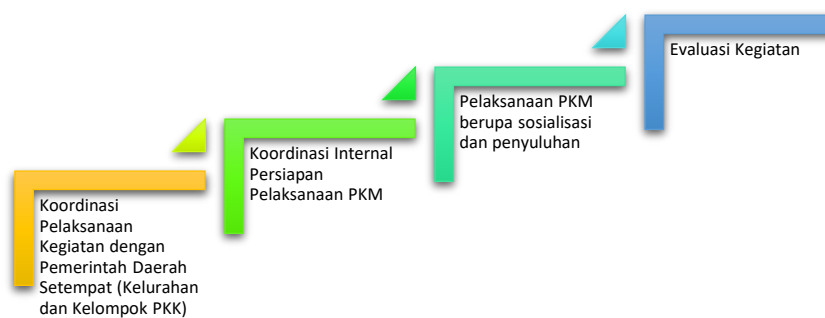 Koordinasi
Pelaksanaan
Kegiatan dengan
Pemerintah Daerah
Setempat (Kelurahan
dan Kelompok PKK)
Koordinasi Internal
Persiapan
Pelaksanaan PKM
Pelaksanaan PKM
berupa sosialisasi
dan penyuluhan
Evaluasi Kegiatan